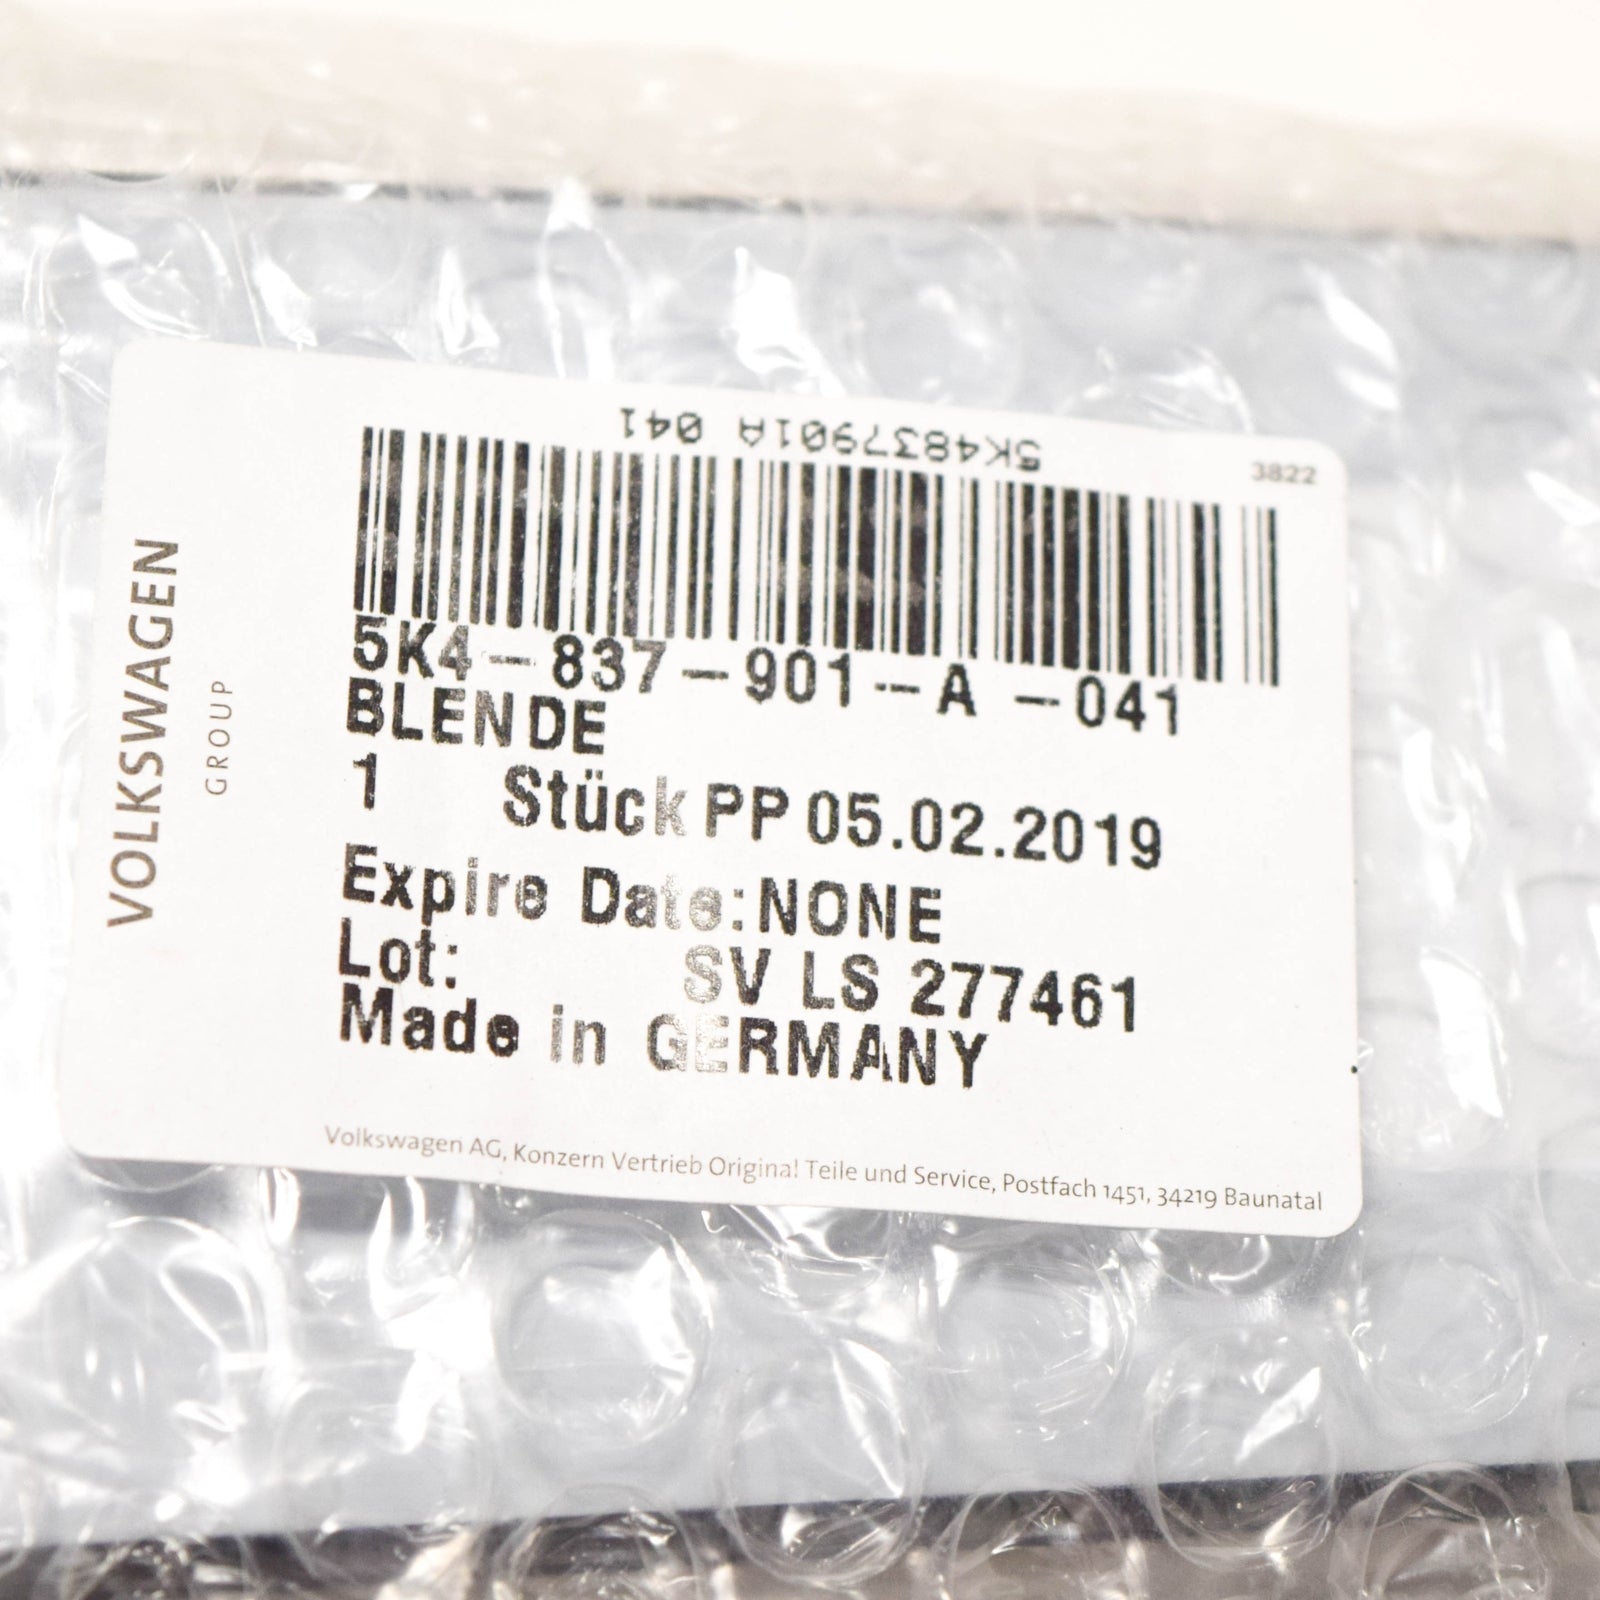 5K4837901A 041
3822
VOLKSWAGEN
GROUP
5K4-837-901--A -041
BLENDE
1 Stück PP 05.02.2019
Expire Date:NONE
Lot: SV LS 277461
Made in GERMANY
Volkswagen AG, Konzern Vertrieb Original Teile und Service, Postfach 1451, 34219 Baunatal